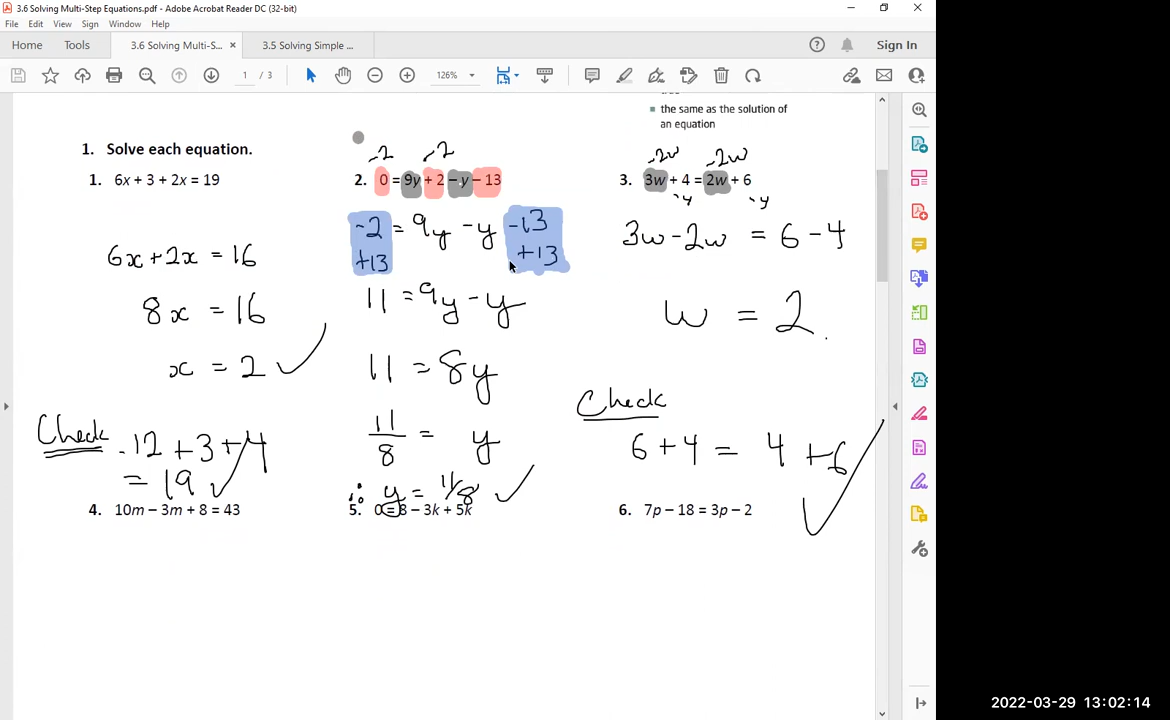 3.6 Solving Multi-Step Equations.pdf - Adobe Acrobat Reader DC (32-bit)
File Edit View Sign Window Help
Home Tools 3.6 Solving Multi-S... × 3.5 Solving Simple ... Sign In
1 / 3 126%
the same as the solution of
an equation
1. Solve each equation.
-2 -2
-2w -2w
1. 6x + 3 + 2x = 19
2. 0 = 9y + 2 - y - 13
3. 3w + 4 = 2w + 6
-4 -4
6x + 2x = 16
8x = 16
x = 2
Check
12 + 3 + 4
= 19
-2 = 9y - y - 13
+13 +13
11 = 9y - y
11 = 8y
11/8 = y
∴ y = 11/8
3w - 2w = 6 - 4
w = 2
Check
6 + 4 = 4 + 6
4. 10m - 3m + 8 = 43
5. 0 = 8 - 3k + 5k
6. 7p - 18 = 3p - 2
2022-03-29 13:02:14